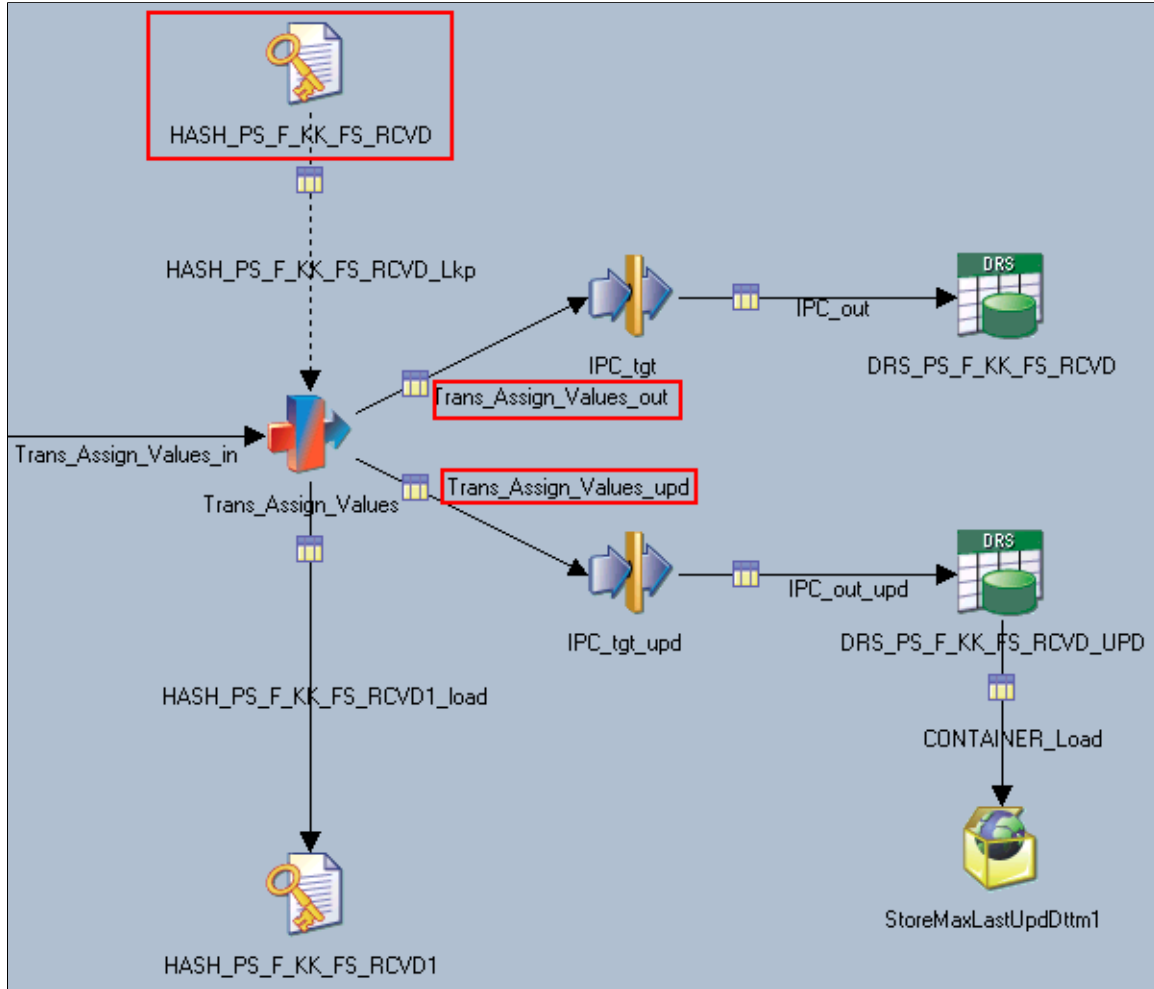 HASH_PS_F_KK_FS_RCVD
HASH_PS_F_KK_FS_RCVD_Lkp
DRS
IPC_out
IPC_tgt
DRS_PS_F_KK_FS_RCVD
Trans_Assign_Values_out
Trans_Assign_Values_in
Trans_Assign_Values_upd
Trans_Assign_Values
DRS
IPC_out_upd
IPC_tgt_upd
DRS_PS_F_KK_FS_RCVD_UPD
HASH_PS_F_KK_FS_RCVD1_load
CONTAINER_Load
StoreMaxLastUpdDttm1
HASH_PS_F_KK_FS_RCVD1